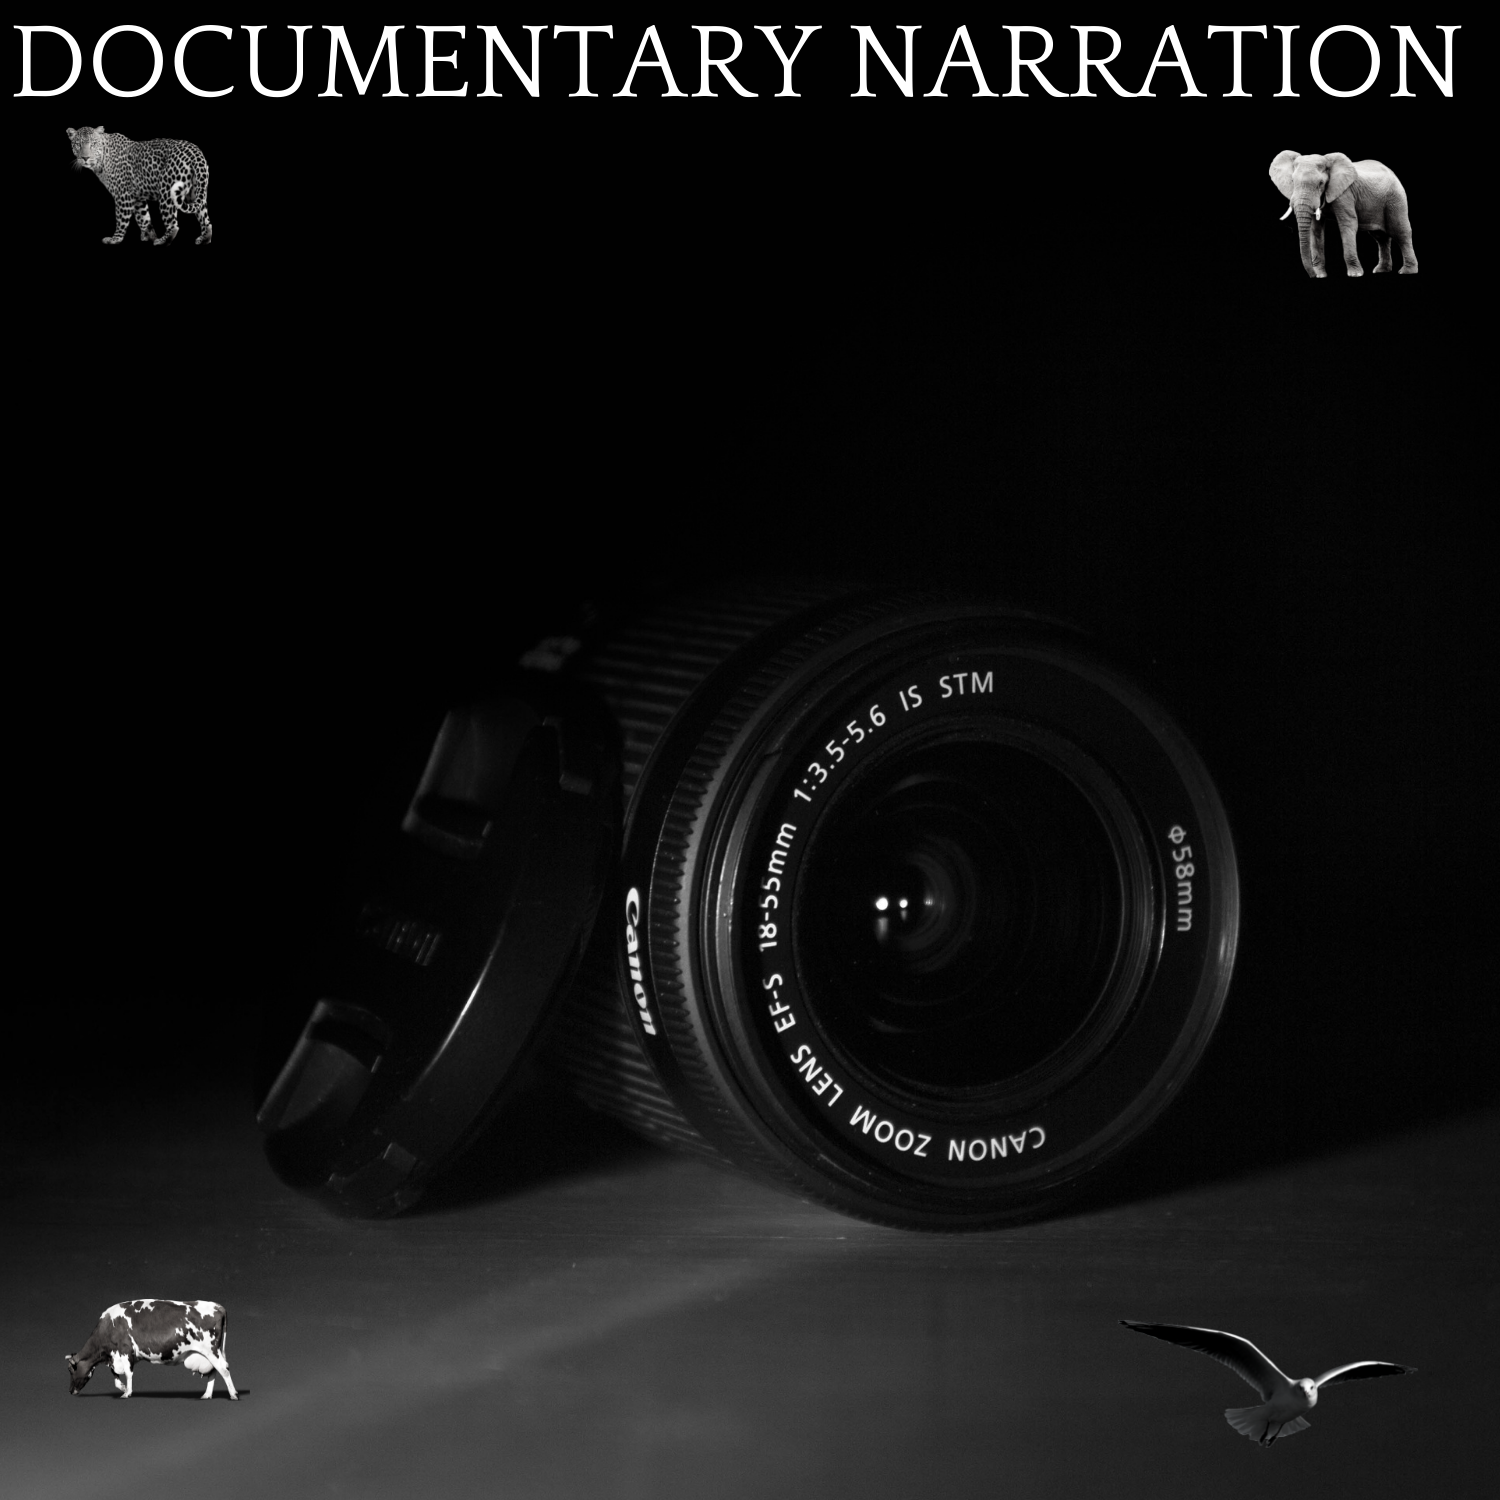 DOCUMENTARY NARRATION
CANON ZOOM LENS EF-S 18-55mm 1:3.5-5.6 IS STM
Φ58mm
Canon